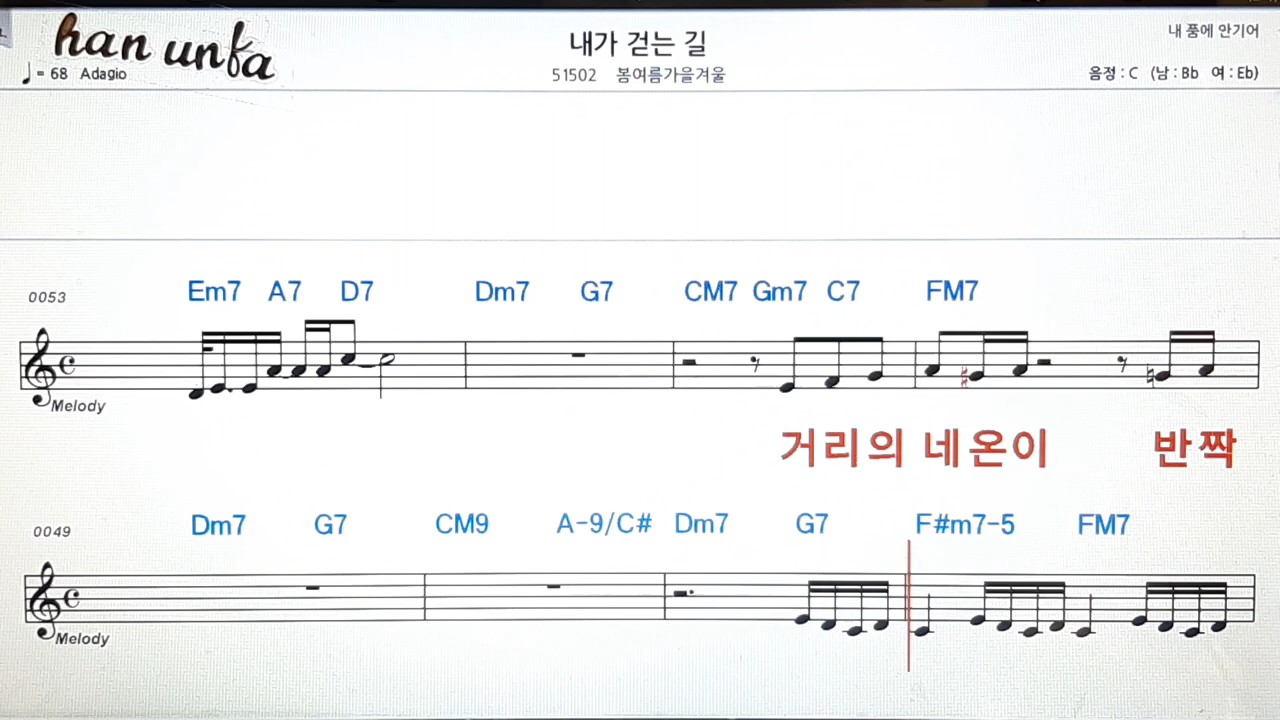 han unfa
내가 걷는 길
내 품에 안기어
♩= 68 Adagio
51502 봄여름가을겨울
음정 : C (남 : Bb 여 : Eb)
0053
Em7 A7 D7 Dm7 G7 CM7 Gm7 C7 FM7
Melody
거리의 네온이 반짝
0049
Dm7 G7 CM9 A-9/C# Dm7 G7 F#m7-5 FM7
Melody